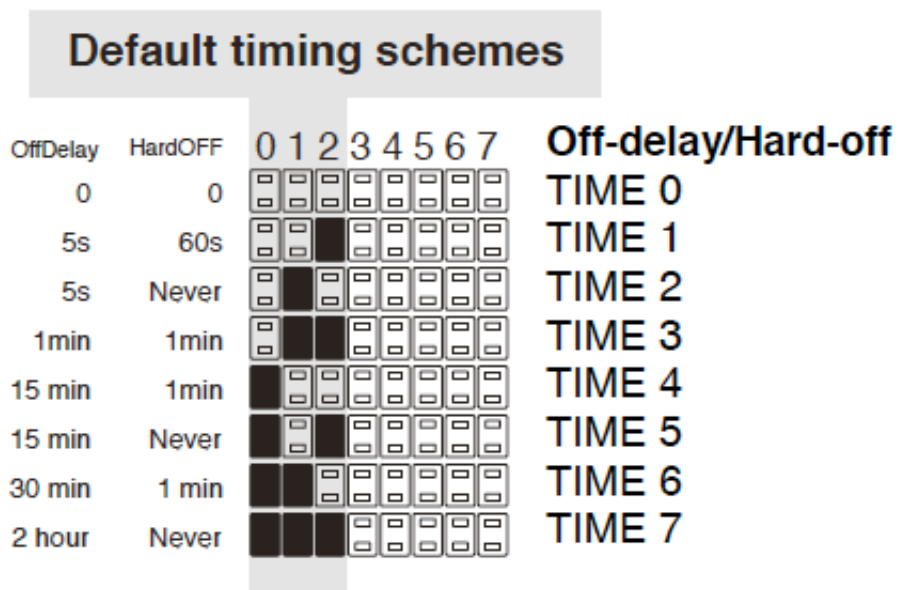 Default timing schemes
OffDelay HardOFF 0 1 2 3 4 5 6 7 Off-delay/Hard-off
0 0 TIME 0
5s 60s TIME 1
5s Never TIME 2
1min 1min TIME 3
15 min 1min TIME 4
15 min Never TIME 5
30 min 1 min TIME 6
2 hour Never TIME 7